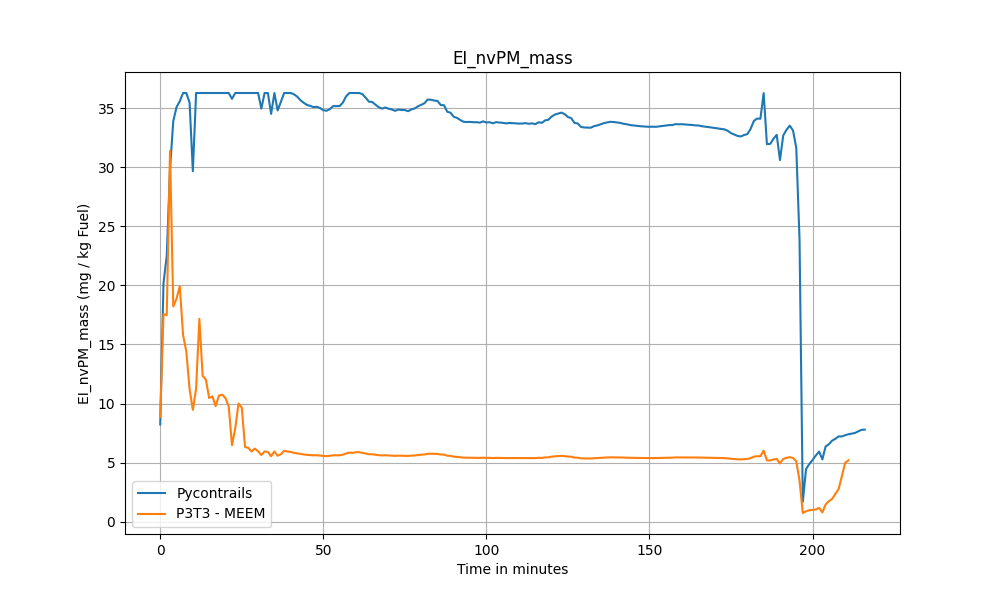 EI_nvPM_mass
EI_nvPM_mass (mg / kg Fuel)
35
30
25
20
15
10
5
0
Pycontrails
P3T3 - MEEM
0 50 100 150 200
Time in minutes